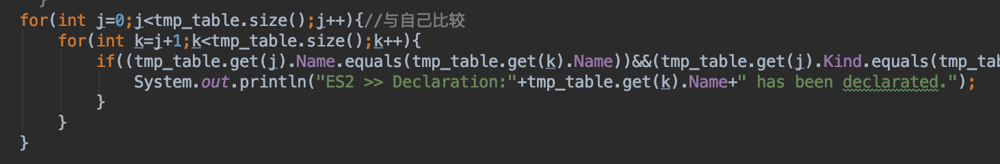 }
for(int j=0;j<tmp_table.size();j++){//与自己比较
for(int k=j+1;k<tmp_table.size();k++){
if((tmp_table.get(j).Name.equals(tmp_table.get(k).Name))&&(tmp_table.get(j).Kind.equals(tmp_tab
System.out.println("ES2 >> Declaration:"+tmp_table.get(k).Name+" has been declarated.");
}
}
}